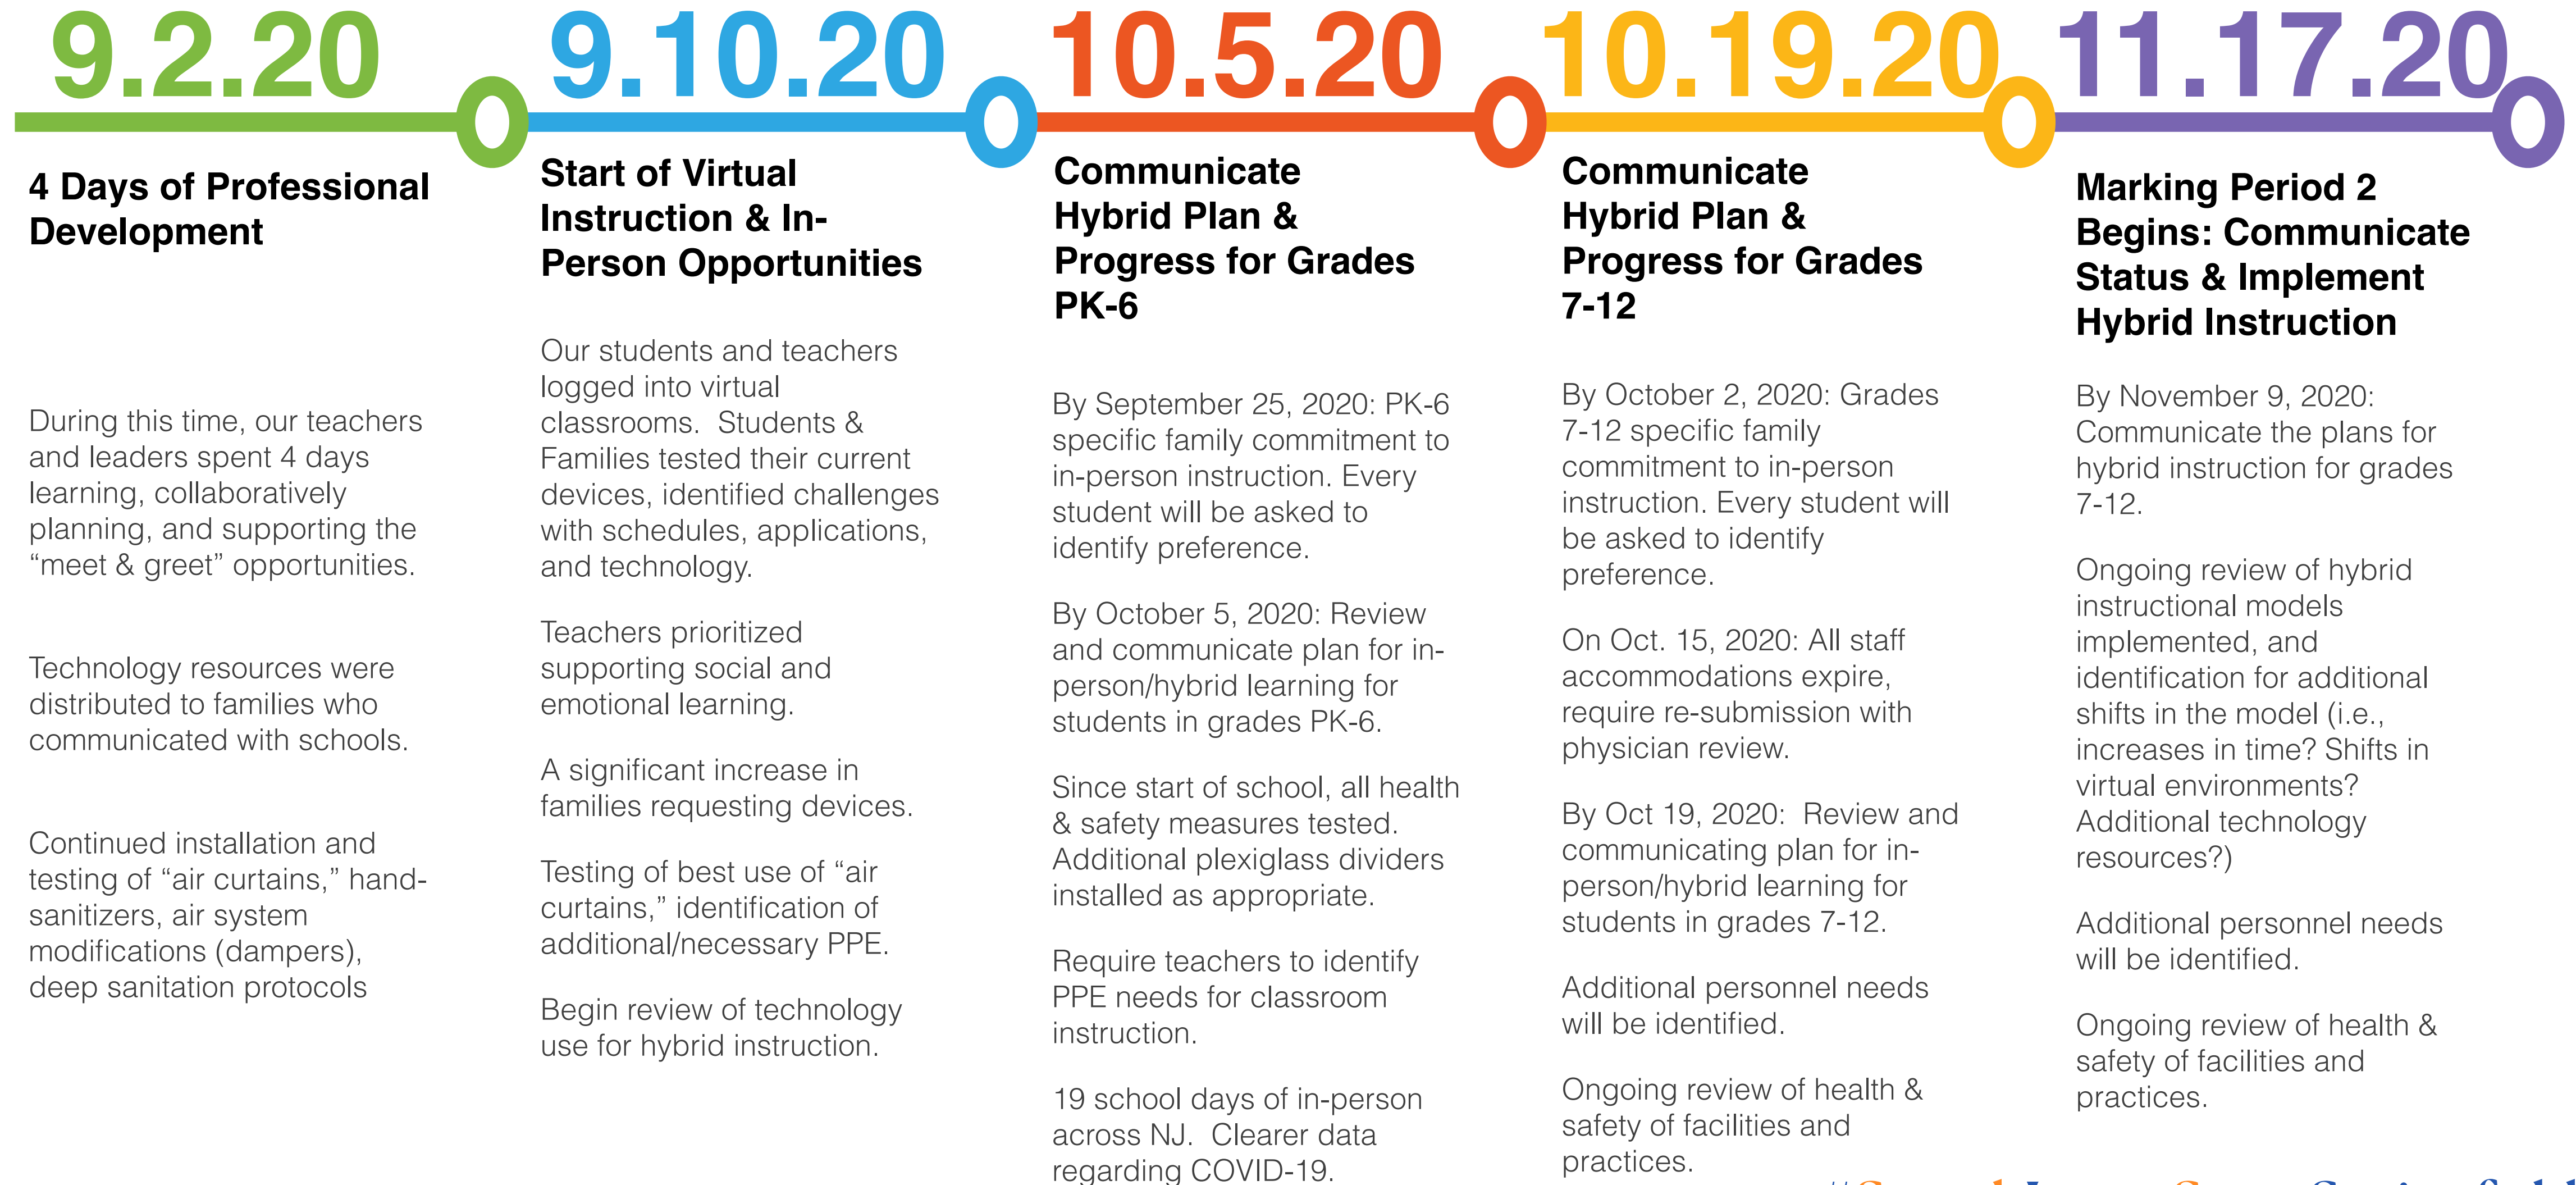 9.2.20
4 Days of Professional
Development
During this time, our teachers
and leaders spent 4 days
learning, collaboratively
planning, and supporting the
“meet & greet” opportunities.
Technology resources were
distributed to families who
communicated with schools.
Continued installation and
testing of “air curtains,” hand-
sanitizers, air system
modifications (dampers),
deep sanitation protocols
9.10.20
Start of Virtual
Instruction & In-
Person Opportunities
Our students and teachers
logged into virtual
classrooms.  Students &
Families tested their current
devices, identified challenges
with schedules, applications,
and technology.
Teachers prioritized
supporting social and
emotional learning.
A significant increase in
families requesting devices.
Testing of best use of “air
curtains,” identification of
additional/necessary PPE.
Begin review of technology
use for hybrid instruction.
10.5.20
Communicate
Hybrid Plan &
Progress for Grades
PK-6
By September 25, 2020: PK-6
specific family commitment to
in-person instruction. Every
student will be asked to
identify preference.
By October 5, 2020: Review
and communicate plan for in-
person/hybrid learning for
students in grades PK-6.
Since start of school, all health
& safety measures tested.
Additional plexiglass dividers
installed as appropriate.
Require teachers to identify
PPE needs for classroom
instruction.
19 school days of in-person
across NJ.  Clearer data
regarding COVID-19.
10.19.20
Communicate
Hybrid Plan &
Progress for Grades
7-12
By October 2, 2020: Grades
7-12 specific family
commitment to in-person
instruction. Every student will
be asked to identify
preference.
On Oct. 15, 2020: All staff
accommodations expire,
require re-submission with
physician review.
By Oct 19, 2020:  Review and
communicating plan for in-
person/hybrid learning for
students in grades 7-12.
Additional personnel needs
will be identified.
Ongoing review of health &
safety of facilities and
practices.
11.17.20
Marking Period 2
Begins: Communicate
Status & Implement
Hybrid Instruction
By November 9, 2020:
Communicate the plans for
hybrid instruction for grades
7-12.
Ongoing review of hybrid
instructional models
implemented, and
identification for additional
shifts in the model (i.e.,
increases in time? Shifts in
virtual environments?
Additional technology
resources?)
Additional personnel needs
will be identified.
Ongoing review of health &
safety of facilities and
practices.